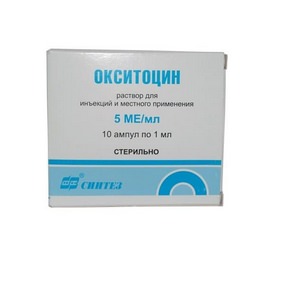 ОКСИТОЦИН
раствор для
инъекций и местного применения
5 МЕ/мл
10 ампул по 1 мл
СТЕРИЛЬНО
СИНТЕЗ